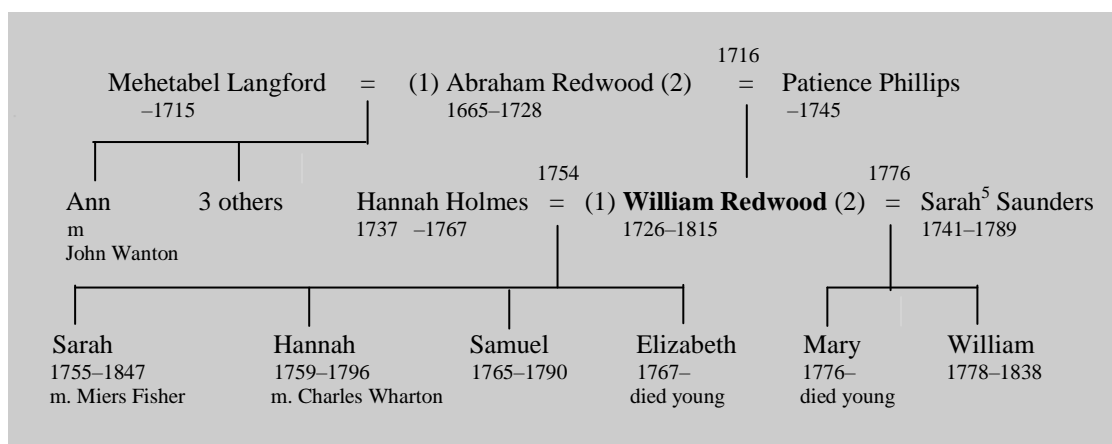 1716
Mehetabel Langford = (1) Abraham Redwood (2) = Patience Phillips
–1715 1665–1728 –1745
1754 1776
Ann 3 others Hannah Holmes = (1) William Redwood (2) = Sarah⁵ Saunders
m 1737 –1767 1726–1815 1741–1789
John Wanton
Sarah Hannah Samuel Elizabeth Mary William
1755–1847 1759–1796 1765–1790 1767– 1776– 1778–1838
m. Miers Fisher m. Charles Wharton died young died young